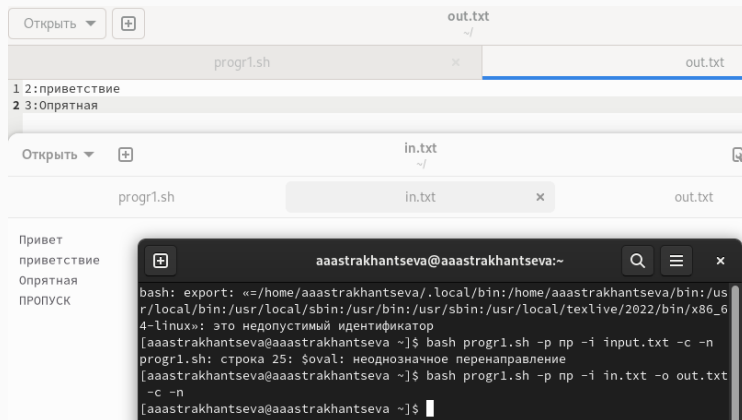 Открыть
out.txt
~/
progr1.sh
out.txt
1 2:приветствие
2 3:Опрятная
Открыть
in.txt
~/
progr1.sh
in.txt
out.txt
Привет
приветствие
Опрятная
ПРОПУСК
aaastrakhantseva@aaastrakhantseva:~
bash: export: «=/home/aaastrakhantseva/.local/bin:/home/aaastrakhantseva/bin:/us
r/local/bin:/usr/local/sbin:/usr/bin:/usr/sbin:/usr/local/texlive/2022/bin/x86_6
4-linux»: это недопустимый идентификатор
[aaastrakhantseva@aaastrakhantseva ~]$ bash progr1.sh -p пр -i input.txt -c -n
progr1.sh: строка 25: $oval: неоднозначное перенаправление
[aaastrakhantseva@aaastrakhantseva ~]$ bash progr1.sh -p пр -i in.txt -o out.txt
-c -n
[aaastrakhantseva@aaastrakhantseva ~]$